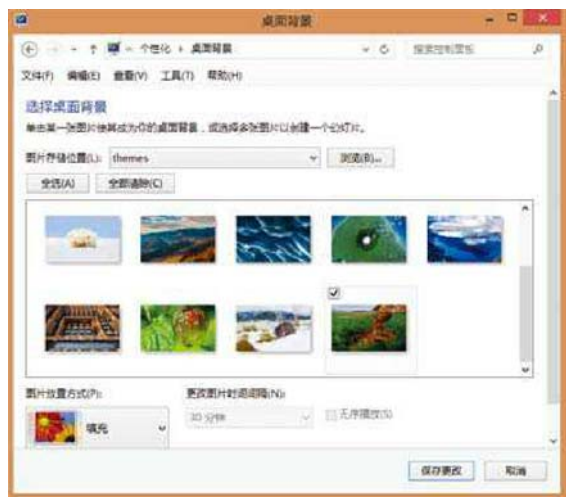 桌面背景
个性化 桌面背景 搜索控制面板
文件(F) 编辑(E) 查看(V) 工具(T) 帮助(H)
选择桌面背景
单击某一张图片使其成为你的桌面背景，或选择多张图片以创建一个幻灯片。
图片存储位置(L): themes 浏览(B)...
全选(A) 全部清除(C)
图片放置方式(P): 更改图片时间间隔(N):
填充 30 分钟 无序播放(S)
保存更改 取消